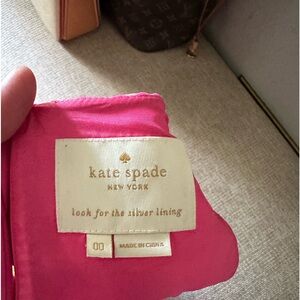 kate spade
NEW YORK
look for the silver lining
00
MADE IN CHINA